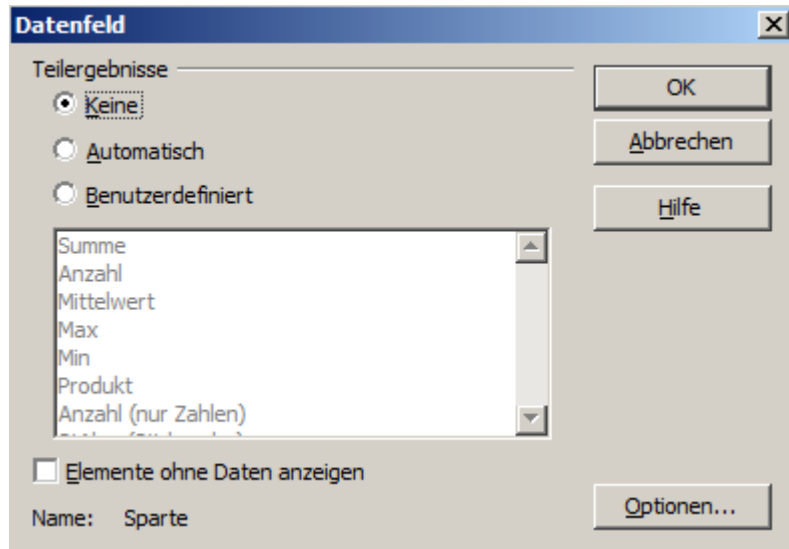 Datenfeld
Teilergebnisse
Keine
Automatisch
Benutzerdefiniert
Summe
Anzahl
Mittelwert
Max
Min
Produkt
Anzahl (nur Zahlen)
Elemente ohne Daten anzeigen
Name: Sparte
OK
Abbrechen
Hilfe
Optionen...